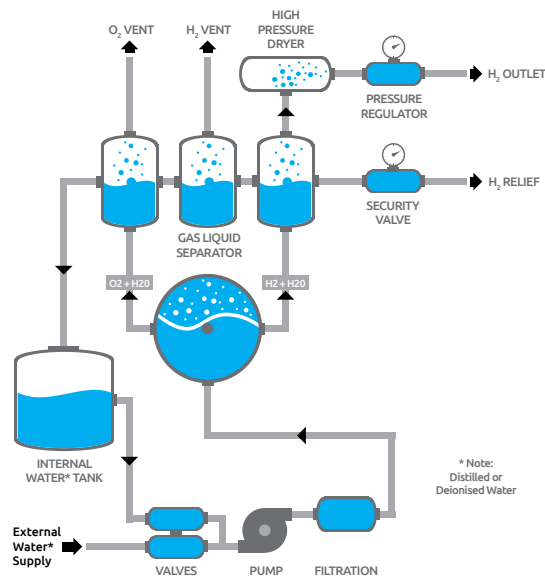 O₂ VENT
H₂ VENT
HIGH
PRESSURE
DRYER
H₂ OUTLET
PRESSURE
REGULATOR
H₂ RELIEF
SECURITY
VALVE
GAS LIQUID
SEPARATOR
O2 + H20
H2 + H20
INTERNAL
WATER* TANK
* Note:
Distilled or
Deionised Water
External
Water*
Supply
VALVES
PUMP
FILTRATION